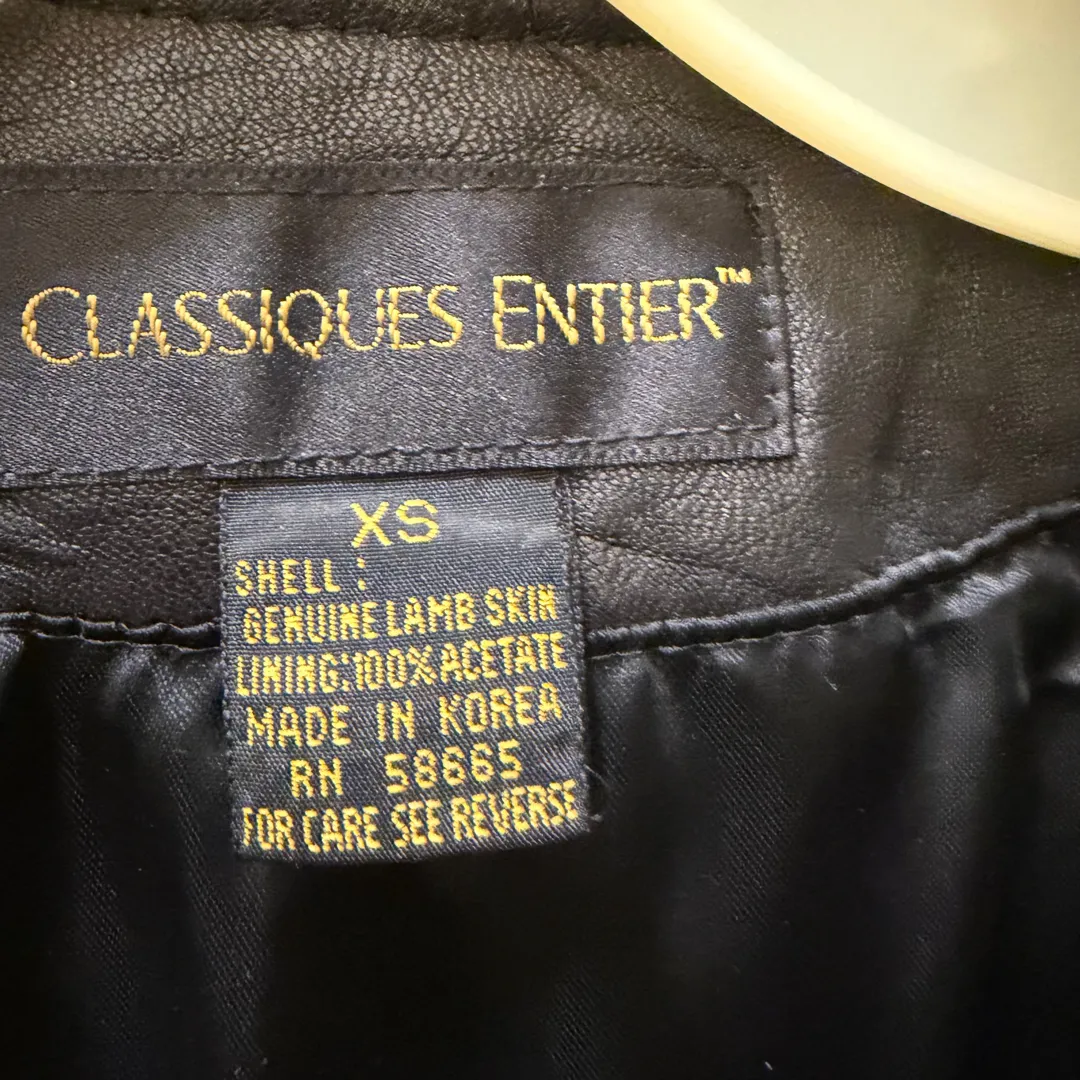 CLASSIQUES ENTIER™
XS
SHELL:
GENUINE LAMB SKIN
LINING:100% ACETATE
MADE IN KOREA
RN 58665
FOR CARE SEE REVERSE